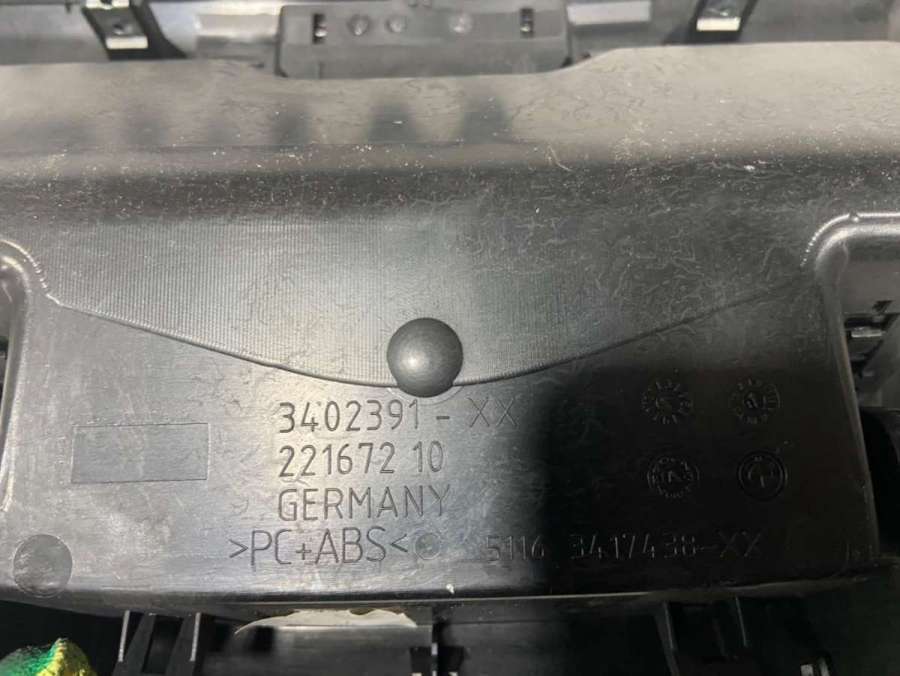 3402391-XX
221672 10
GERMANY
>PC+ABS<
5116 3417438-XX